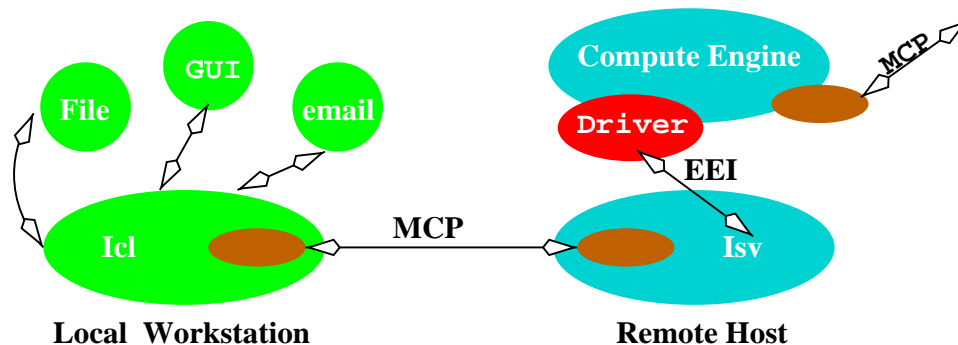 File
GUI
email
Compute Engine
MCP
Driver
EEI
Icl
MCP
Isv
Local Workstation
Remote Host